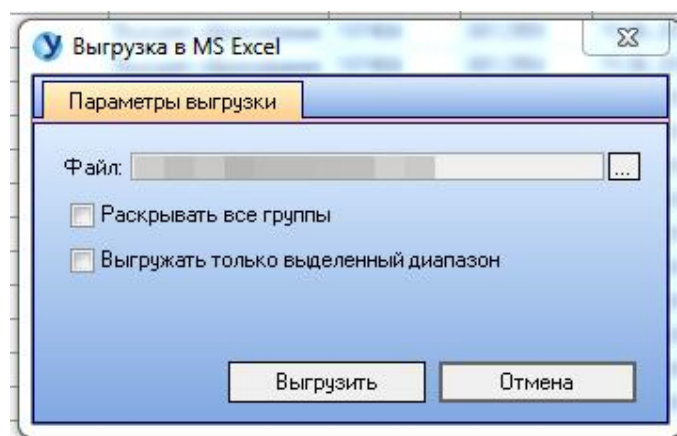 Выгрузка в MS Excel
Параметры выгрузки
Файл: ...
Раскрывать все группы
Выгружать только выделенный диапазон
Выгрузить Отмена